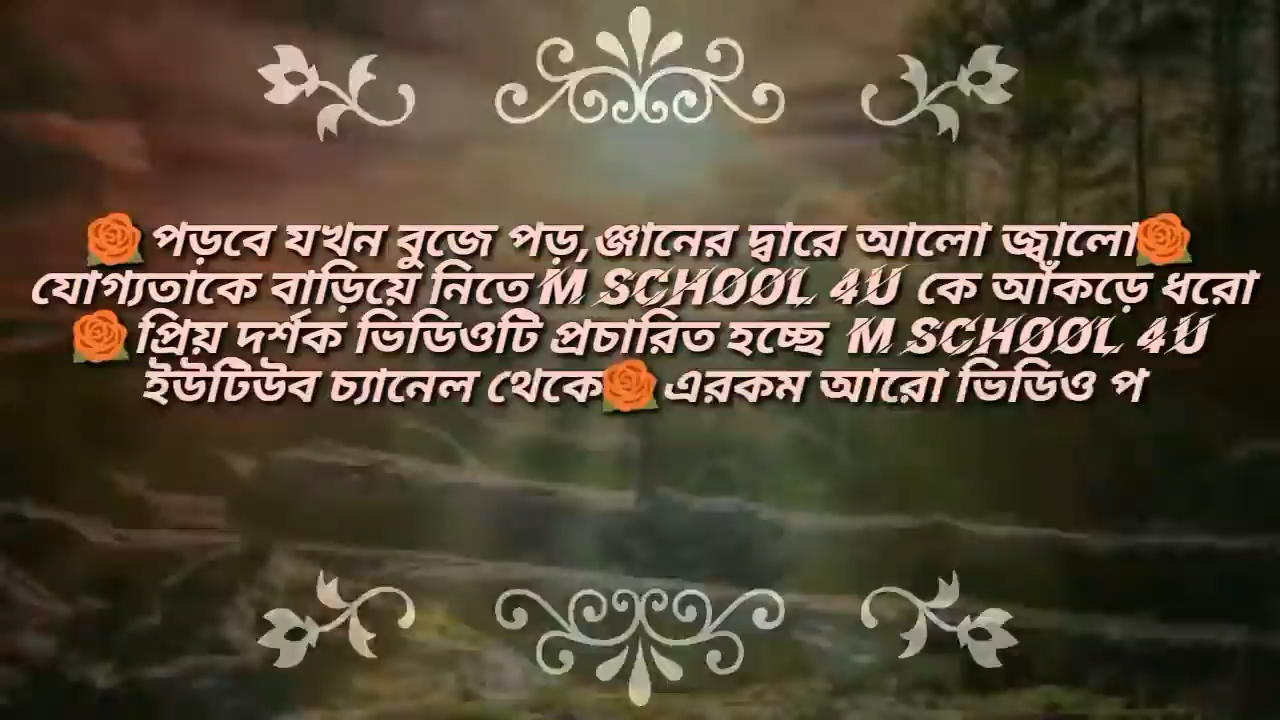 🌹 পড়বে যখন বুজে পড়,জ্ঞানের দ্বারে আলো জ্বালো🌹
যোগ্যতাকে বাড়িয়ে নিতে M SCHOOL 4U কে আঁকড়ে ধরো
🌹 প্রিয় দর্শক ভিডিওটি প্রচারিত হচ্ছে M SCHOOL 4U
ইউটিউব চ্যানেল থেকে🌹 এরকম আরো ভিডিও প